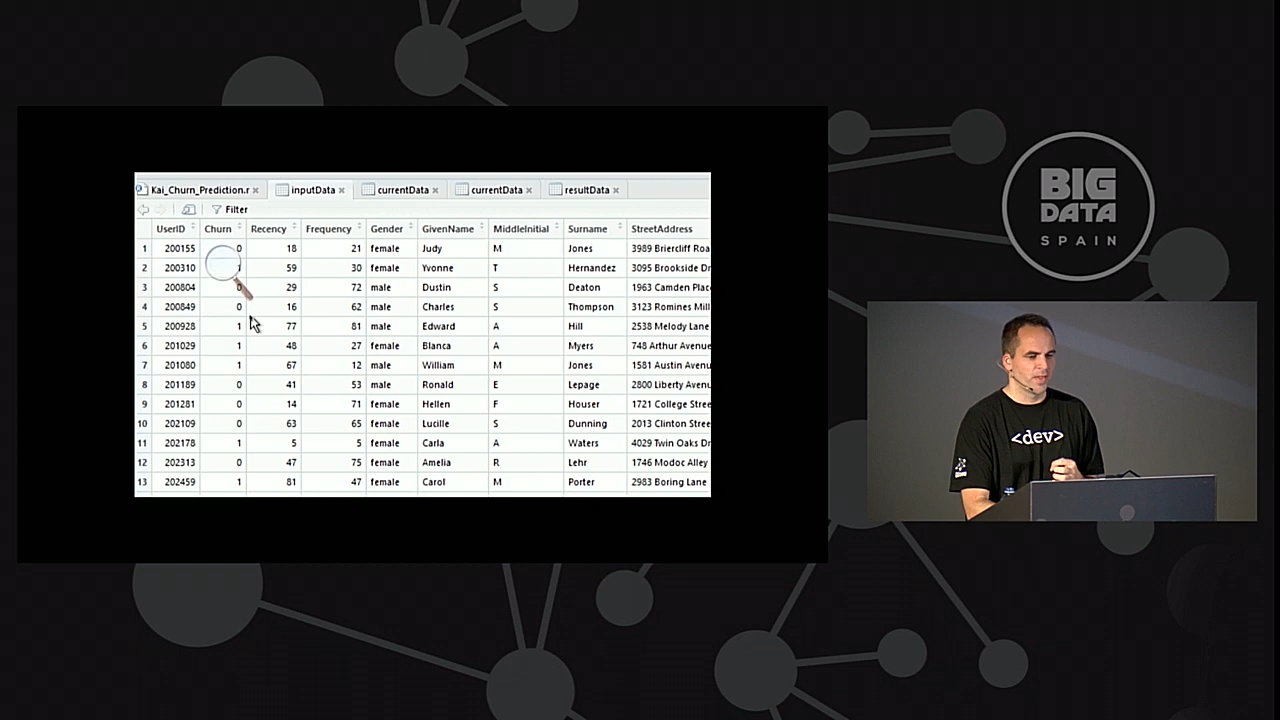 Kai_Churn_Prediction.r inputData currentData currentData resultData
Filter
UserID Churn Recency Frequency Gender GivenName MiddleInitial Surname StreetAddress
1 200155 0 18 21 female Judy M Jones 3989 Briercliff Roa
2 200310 1 59 30 female Yvonne T Hernandez 3095 Brookside Dr
3 200804 0 29 72 male Dustin S Deaton 1963 Camden Place
4 200849 0 16 62 male Charles S Thompson 3123 Romines Mill
5 200928 1 77 81 male Edward A Hill 2538 Melody Lane
6 201029 1 48 27 female Blanca A Myers 748 Arthur Avenue
7 201080 1 67 12 male William M Jones 1581 Austin Avenu
8 201189 0 41 53 male Ronald E Lepage 2800 Liberty Avenu
9 201281 0 14 71 female Hellen F Houser 1721 College Stree
10 202109 0 63 65 female Lucille S Dunning 2013 Clinton Street
11 202178 1 5 5 female Carla A Waters 4029 Twin Oaks Dr
12 202313 0 47 75 female Amelia R Lehr 1746 Modoc Alley
13 202459 1 81 47 female Carol M Porter 2983 Boring Lane
BIG
DATA
SPAIN
<dev>